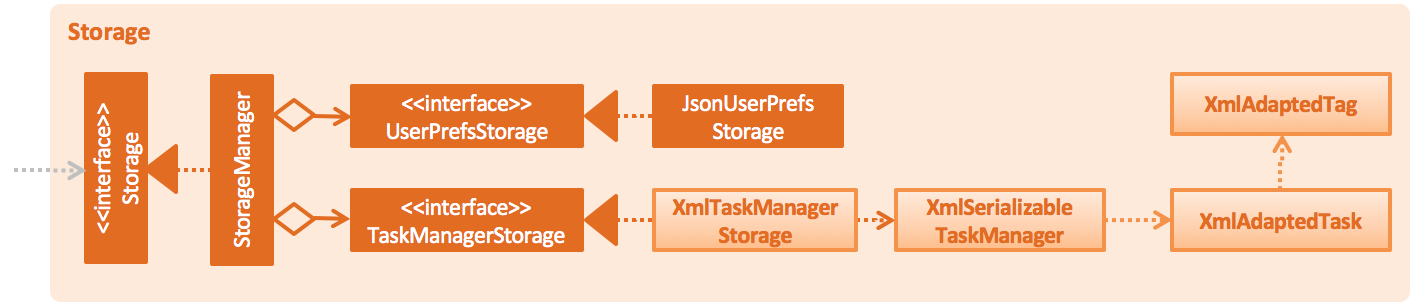 Storage
<<interface>>
Storage
StorageManager
<<interface>>
UserPrefsStorage
JsonUserPrefs
Storage
<<interface>>
TaskManagerStorage
XmlTaskManager
Storage
XmlSerializable
TaskManager
XmlAdaptedTag
XmlAdaptedTask